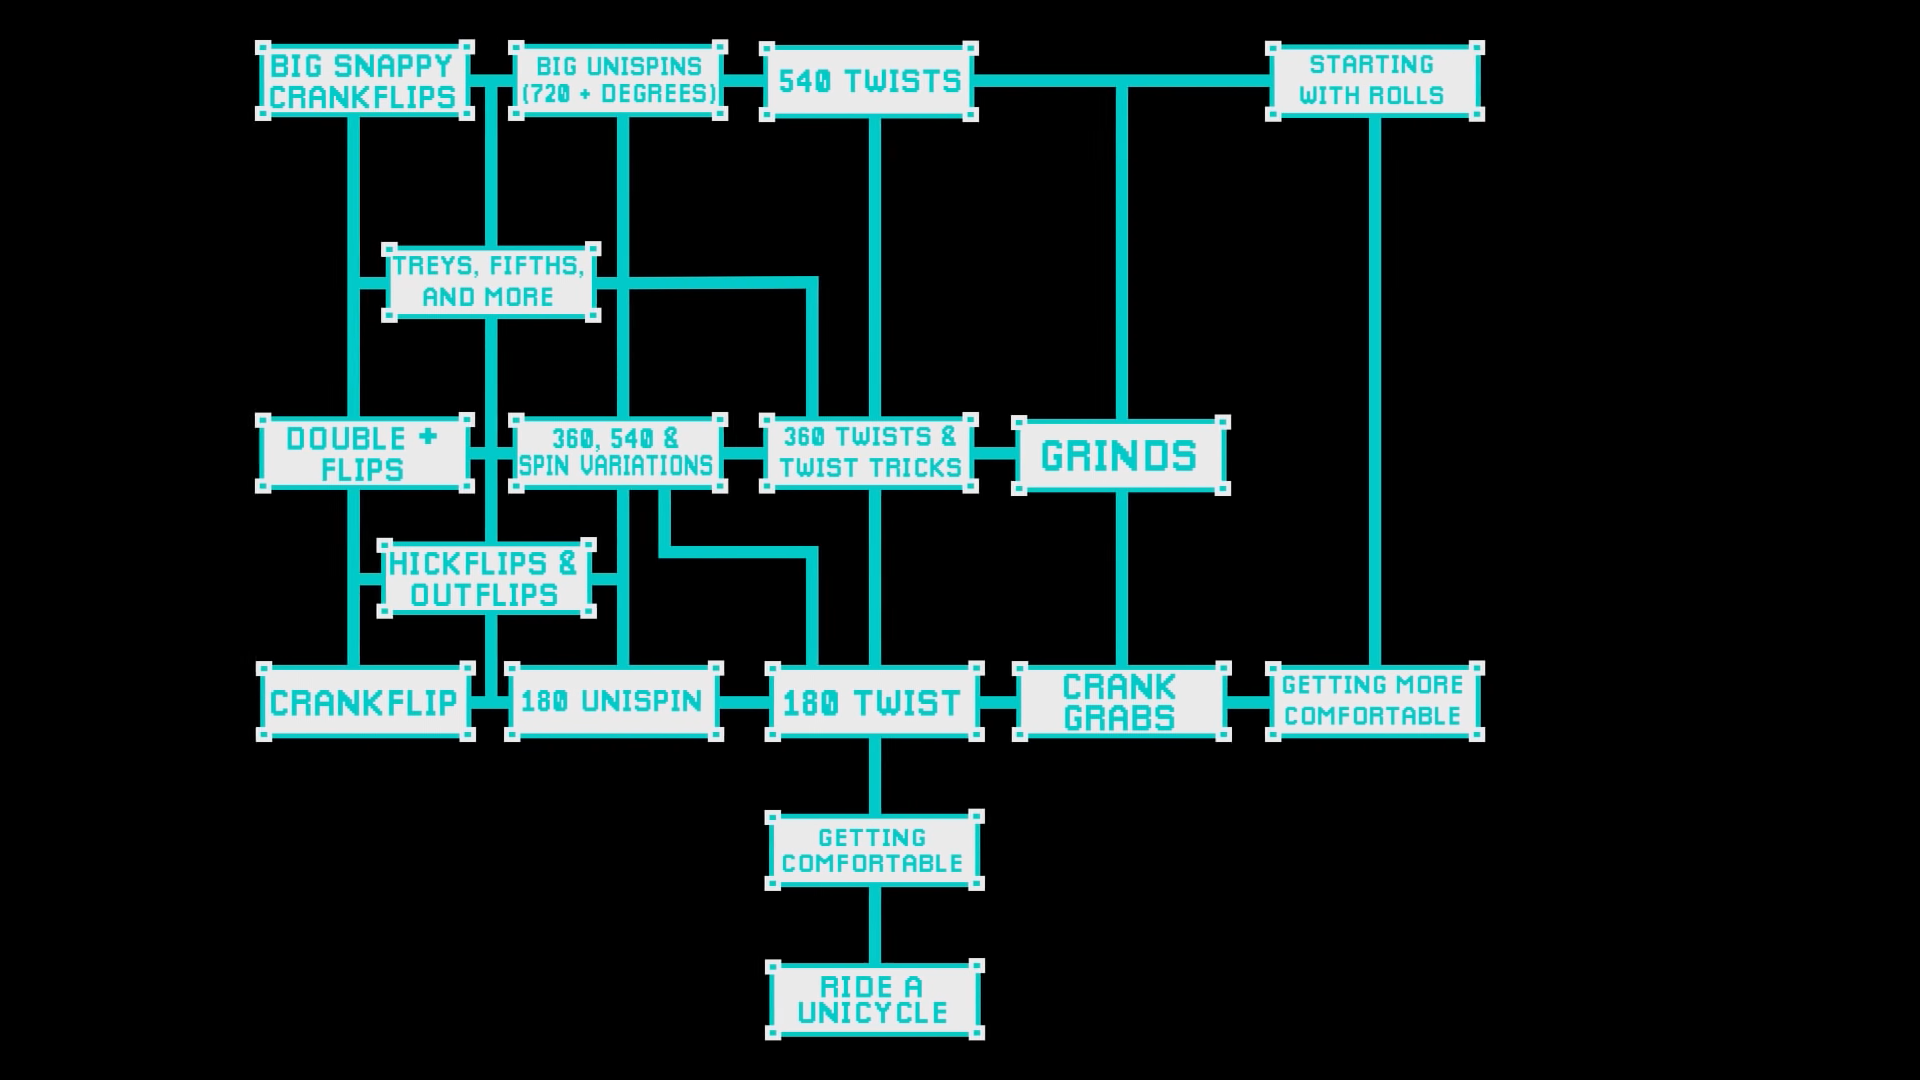 BIG SNAPPY
CRANKFLIPS
BIG UNISPINS
(720 + DEGREES)
540 TWISTS
STARTING
WITH ROLLS
TREYS, FIFTHS,
AND MORE
DOUBLE +
FLIPS
360, 540 &
SPIN VARIATIONS
360 TWISTS &
TWIST TRICKS
GRINDS
HICKFLIPS &
OUTFLIPS
CRANKFLIP
180 UNISPIN
180 TWIST
CRANK
GRABS
GETTING MORE
COMFORTABLE
GETTING
COMFORTABLE
RIDE A
UNICYCLE